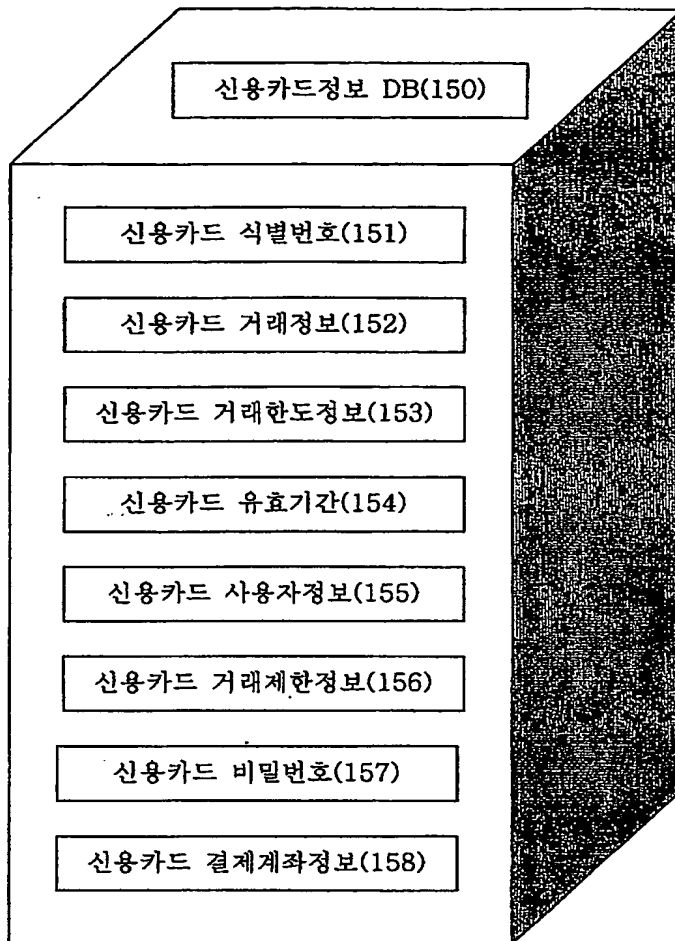 신용카드정보 DB(150)
신용카드 식별번호(151)
신용카드 거래정보(152)
신용카드 거래한도정보(153)
신용카드 유효기간(154)
신용카드 사용자정보(155)
신용카드 거래제한정보(156)
신용카드 비밀번호(157)
신용카드 결제계좌정보(158)